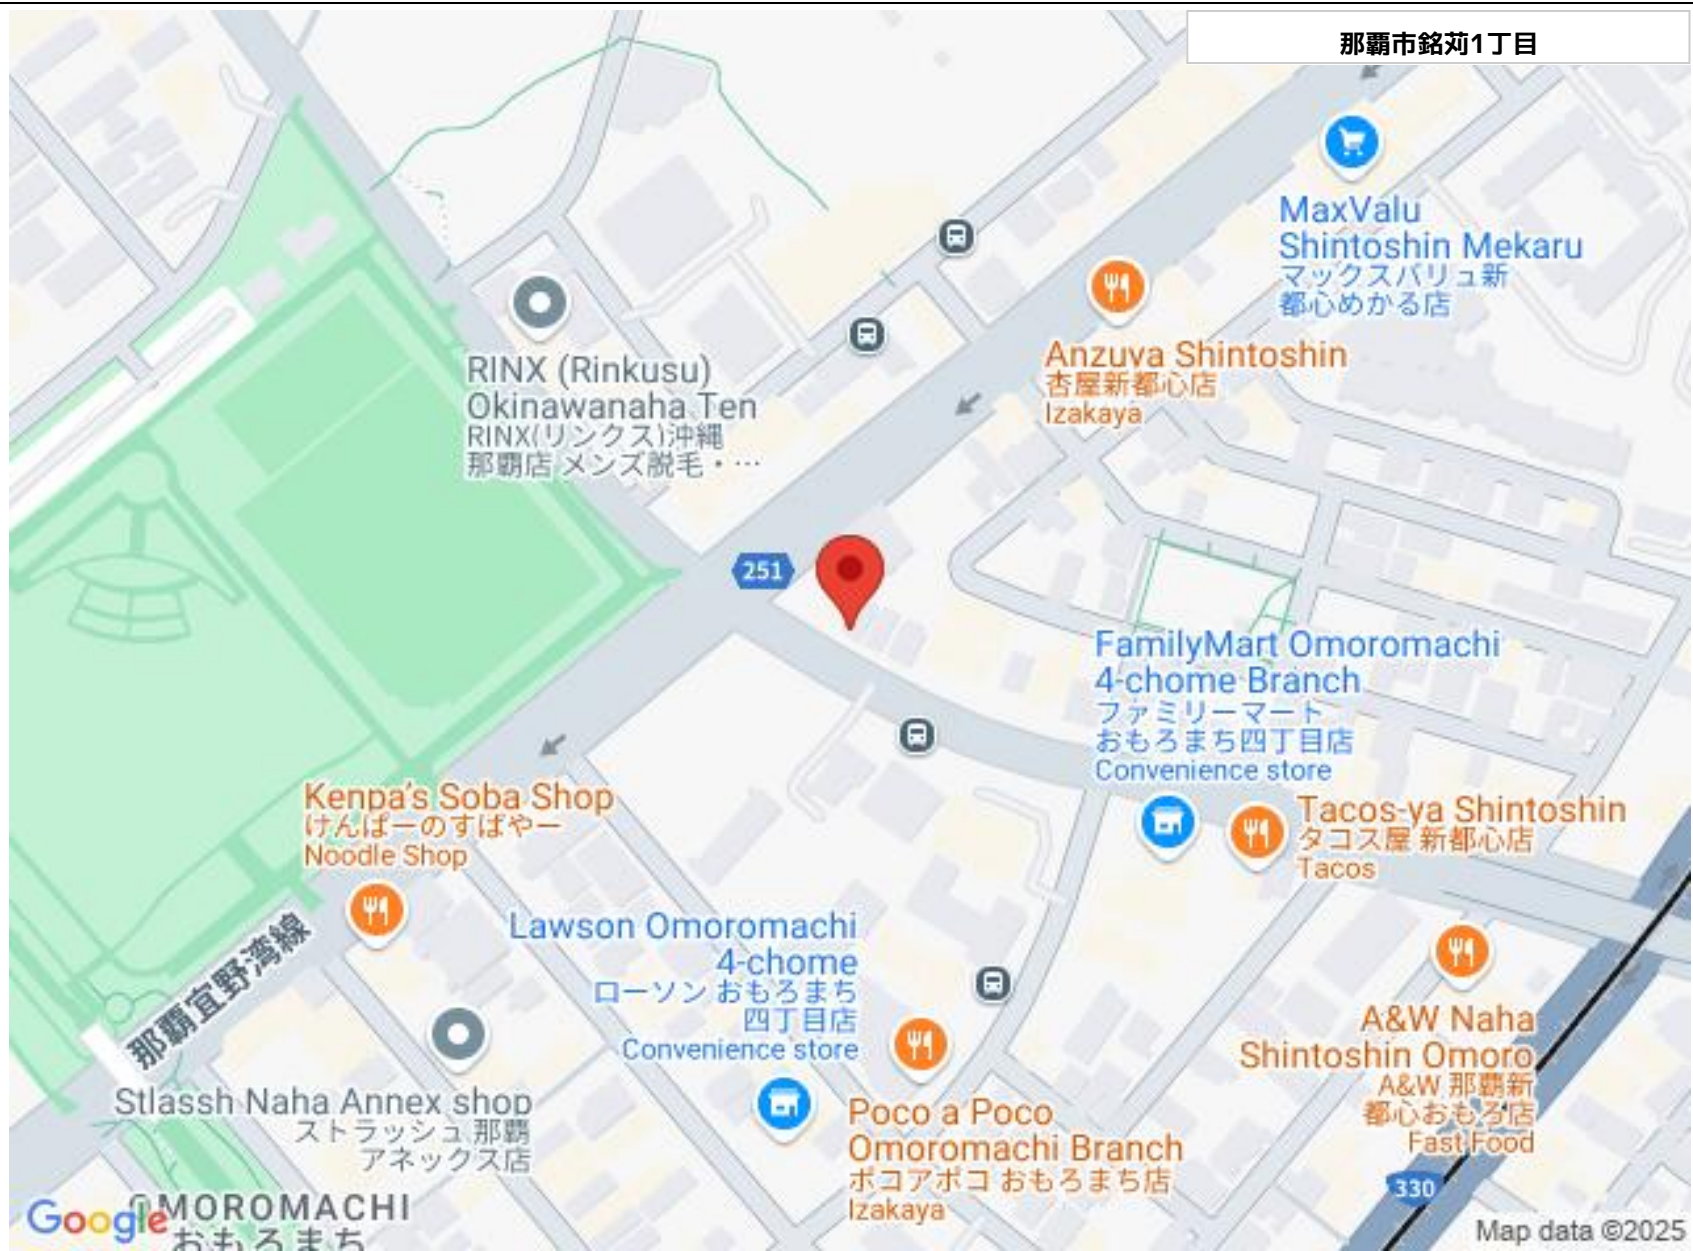 那覇市銘苅1丁目
MaxValu
Shintoshin Mekaru
マックスバリュ新
都心めかる店
Anzuya Shintoshin
杏屋新都心店
Izakaya
RINX (Rinkusu)
Okinawanaha Ten
RINX(リンクス)沖縄
那覇店 メンズ脱毛・…
251
FamilyMart Omoromachi
4-chome Branch
ファミリーマート
おもろまち四丁目店
Convenience store
Kenpa's Soba Shop
けんぱーのすばやー
Noodle Shop
Tacos-ya Shintoshin
タコス屋 新都心店
Tacos
Lawson Omoromachi
4-chome
ローソン おもろまち
四丁目店
Convenience store
那覇宜野湾線
A&W Naha
Shintoshin Omoro
A&W 那覇新
都心おもろ店
Fast Food
Stlassh Naha Annex shop
ストラッシュ 那覇
アネックス店
Poco a Poco
Omoromachi Branch
ポコアポコ おもろまち店
Izakaya
330
OMOROMACHI
おもろまち
Google
Map data ©2025